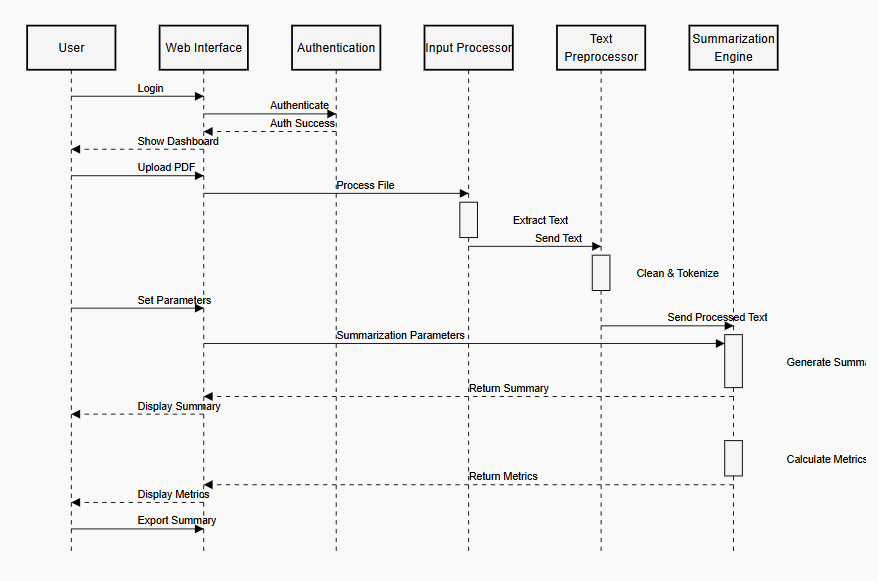 User
Web Interface
Authentication
Input Processor
Text
Preprocessor
Summarization
Engine
Login
Authenticate
Auth Success
Show Dashboard
Upload PDF
Process File
Extract Text
Send Text
Clean & Tokenize
Set Parameters
Send Processed Text
Summarization Parameters
Generate
Return Summary
Display Summary
Calculate Metrics
Return Metrics
Display Metrics
Export Summary